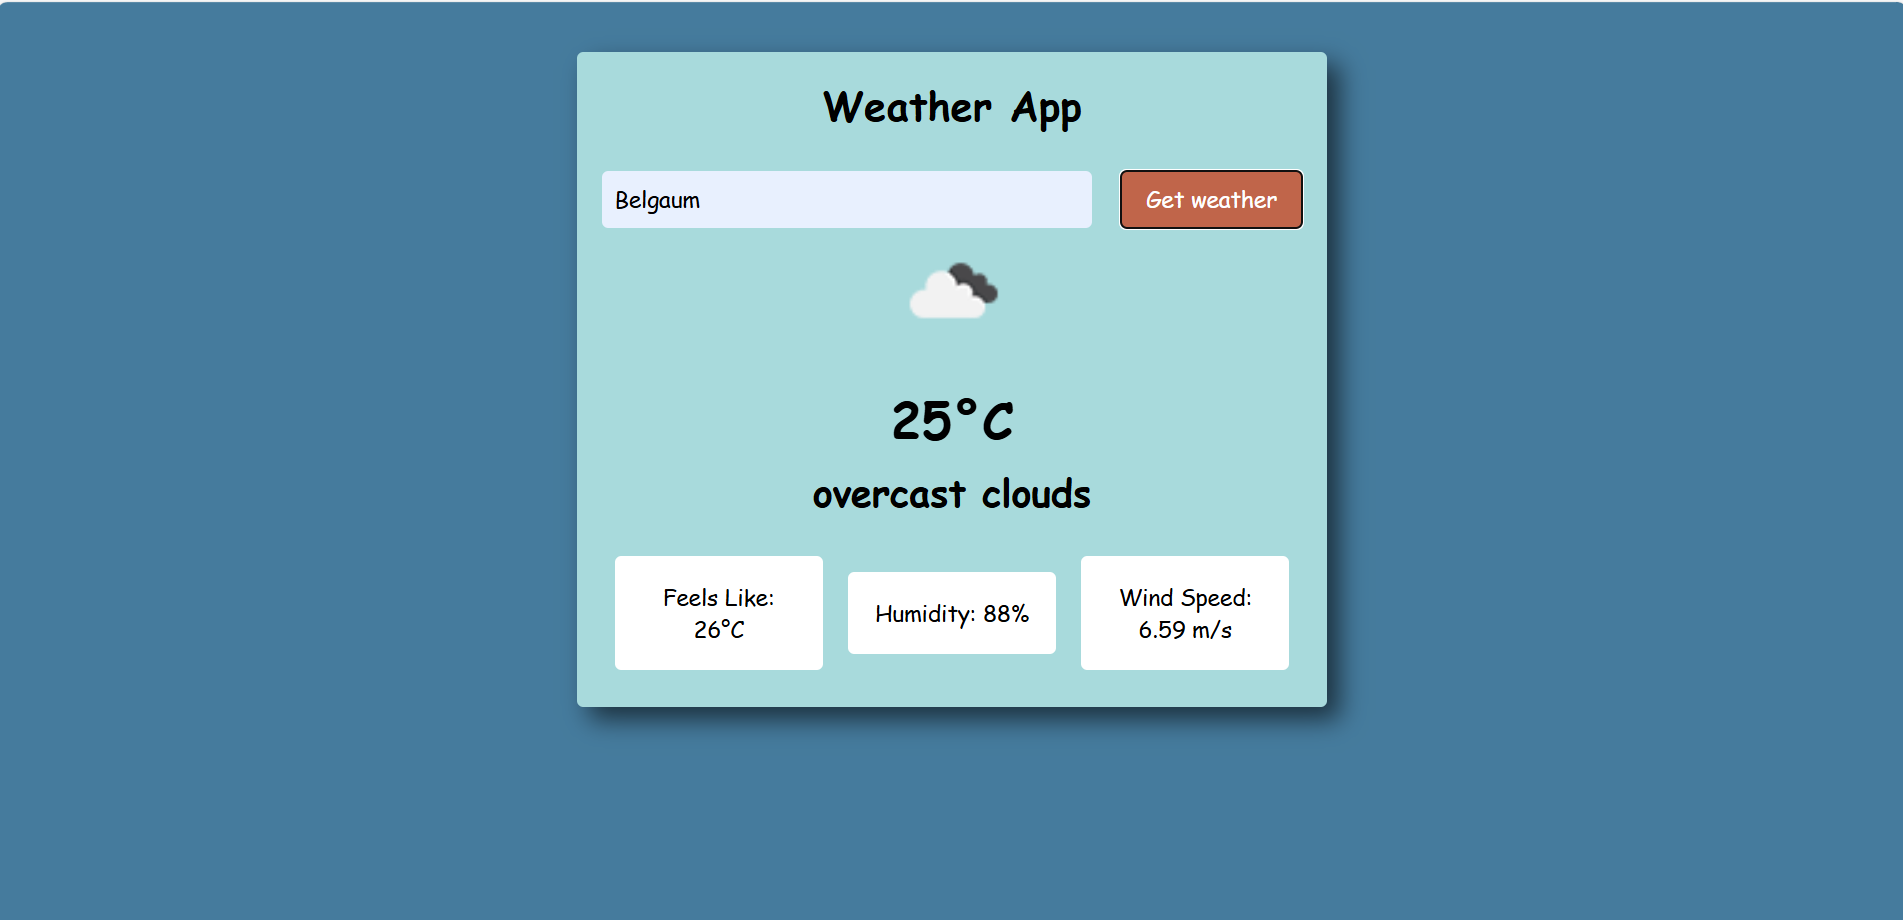 Weather App
Belgaum
Get weather
25°C
overcast clouds
Feels Like:
26°C
Humidity: 88%
Wind Speed:
6.59 m/s